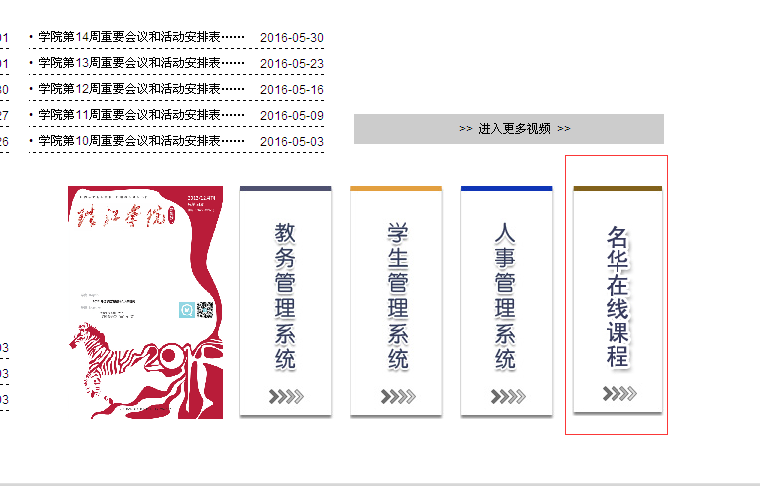 01
• 学院第14周重要会议和活动安排表…… 2016-05-30
01
• 学院第13周重要会议和活动安排表…… 2016-05-23
30
• 学院第12周重要会议和活动安排表…… 2016-05-16
27
• 学院第11周重要会议和活动安排表…… 2016-05-09
26
• 学院第10周重要会议和活动安排表…… 2016-05-03
>> 进入更多视频 >>
珠江学院
教务管理系统
学生管理系统
人事管理系统
名华在线课程
03
03
03